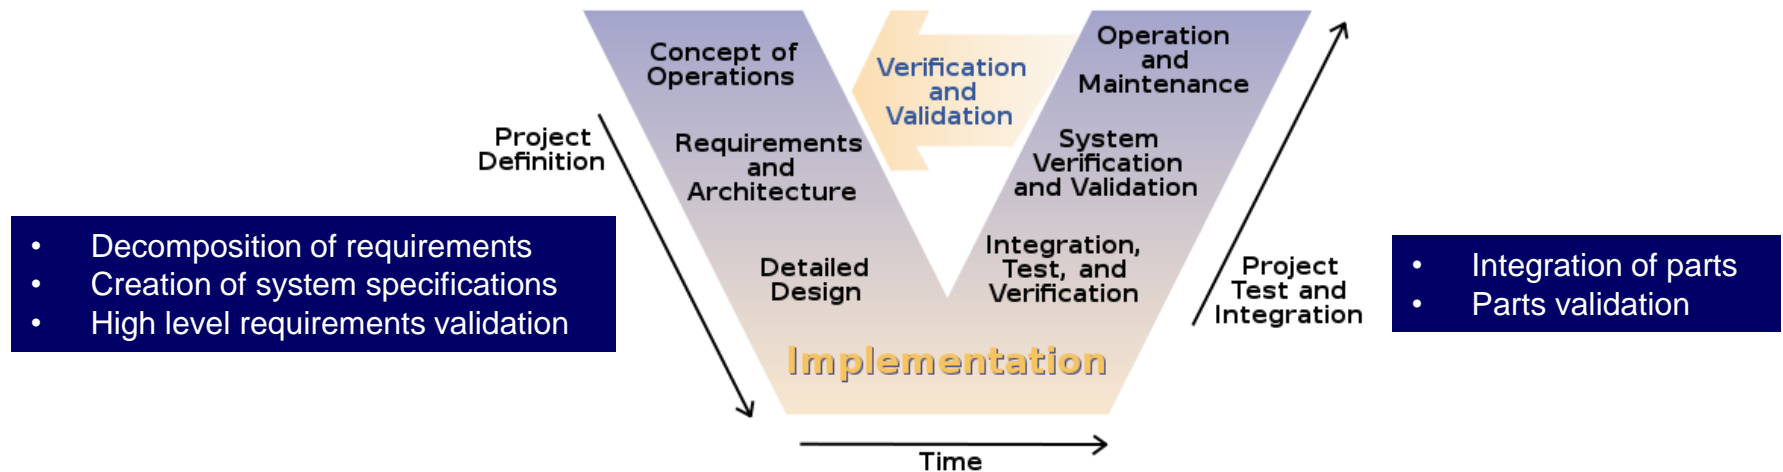 Concept of
Operations
Verification
and
Validation
Operation
and
Maintenance
Project
Definition
Requirements
and
Architecture
System
Verification
and Validation
• Decomposition of requirements
• Creation of system specifications
• High level requirements validation
Detailed
Design
Integration,
Test, and
Verification
Project
Test and
Integration
• Integration of parts
• Parts validation
Implementation
Time